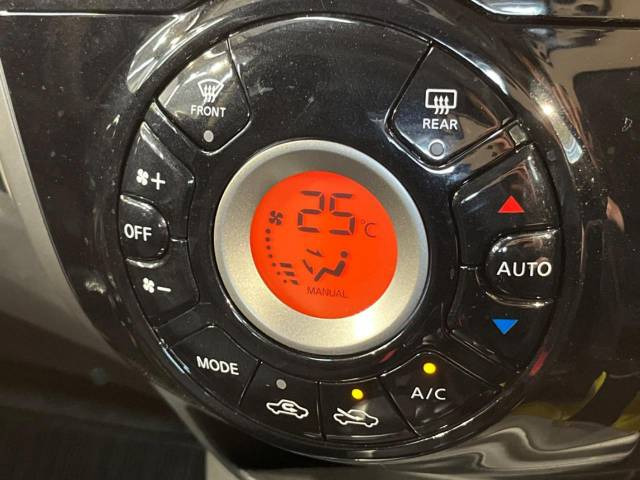 FRONT
REAR
+
OFF
-
25°C
MANUAL
AUTO
MODE
A/C